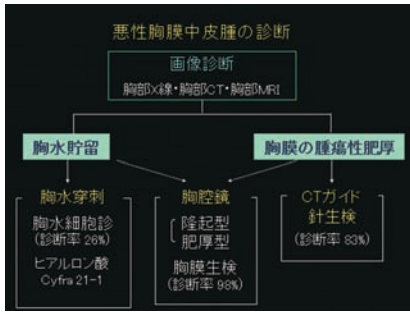 悪性胸膜中皮腫の診断
画像診断
胸部X線・胸部CT・胸部MRI
胸水貯留
胸膜の腫瘍性肥厚
胸水穿刺
胸水細胞診
(診断率 26%)
ヒアルロン酸
Cyfra 21-1
胸腔鏡
隆起型
肥厚型
胸膜生検
(診断率 98%)
CTガイド
針生検
(診断率 83%)